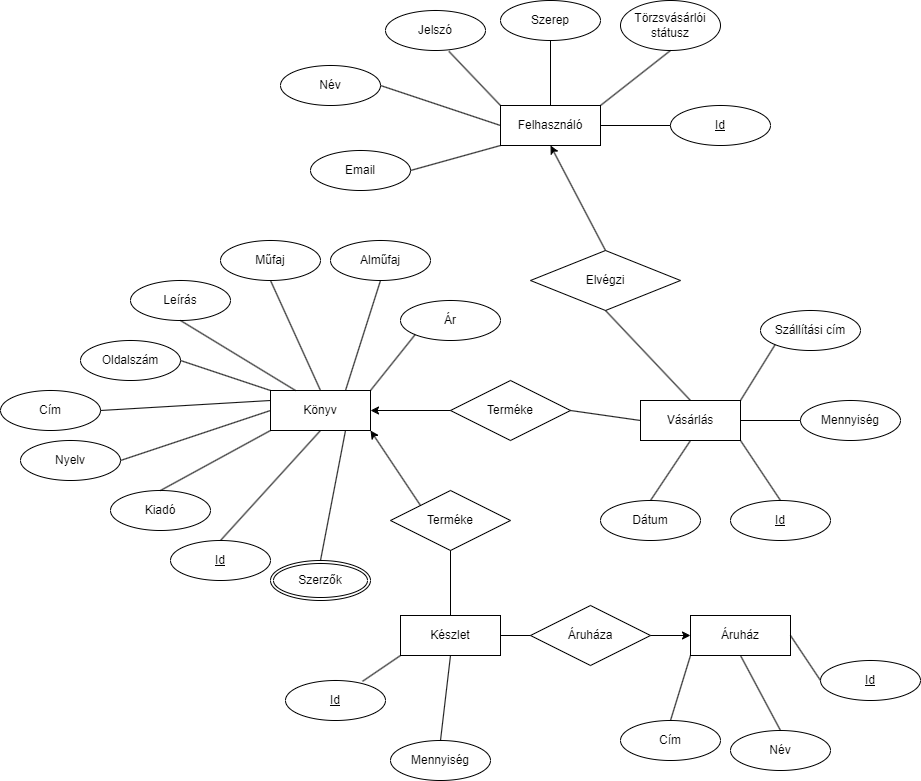 Szerep
Törzsvásárlói
státusz
Jelszó
Név
Felhasználó
Id
Email
Műfaj
Alműfaj
Elvégzi
Leírás
Ár
Szállítási cím
Oldalszám
Cím
Könyv
Terméke
Vásárlás
Mennyiség
Nyelv
Kiadó
Terméke
Dátum
Id
Id
Szerzők
Készlet
Áruháza
Áruház
Id
Id
Cím
Név
Mennyiség